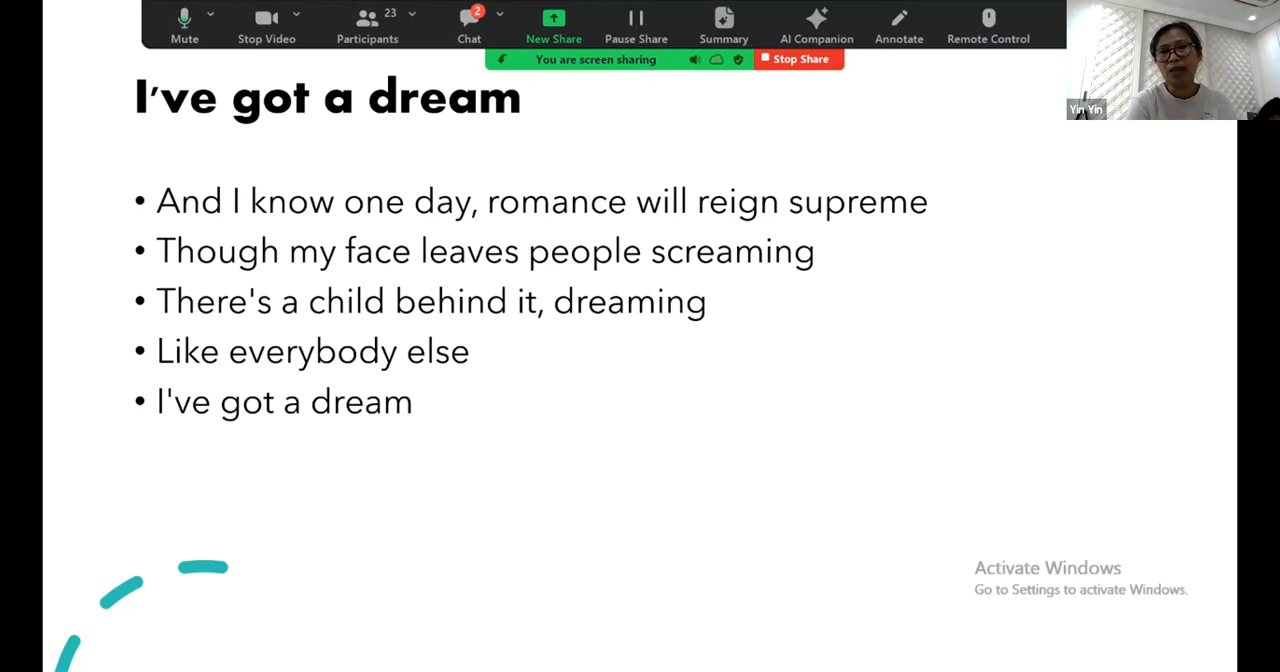 23
2
Mute
Stop Video
Participants
Chat
New Share
Pause Share
Summary
AI Companion
Annotate
Remote Control
You are screen sharing
Stop Share
Yin Yin
I've got a dream
• And I know one day, romance will reign supreme
• Though my face leaves people screaming
• There's a child behind it, dreaming
• Like everybody else
• I've got a dream
Activate Windows
Go to Settings to activate Windows.